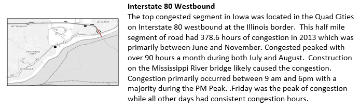 Interstate 80 Westbound
The top congested segment in Iowa was located in the Quad Cities
on Interstate 80 westbound at the Illinois border.  This half mile
segment of road had 378.6 hours of congestion in 2013 which was
primarily between June and November. Congested peaked with
over 90 hours a month during both July and August.  Construction
on the Mississippi River bridge likely caused the congestion.
Congestion primarily occurred between 9 am and 6pm with a
majority during the PM Peak.  .Friday was the peak of congestion
while all other days had consistent congestion hours.